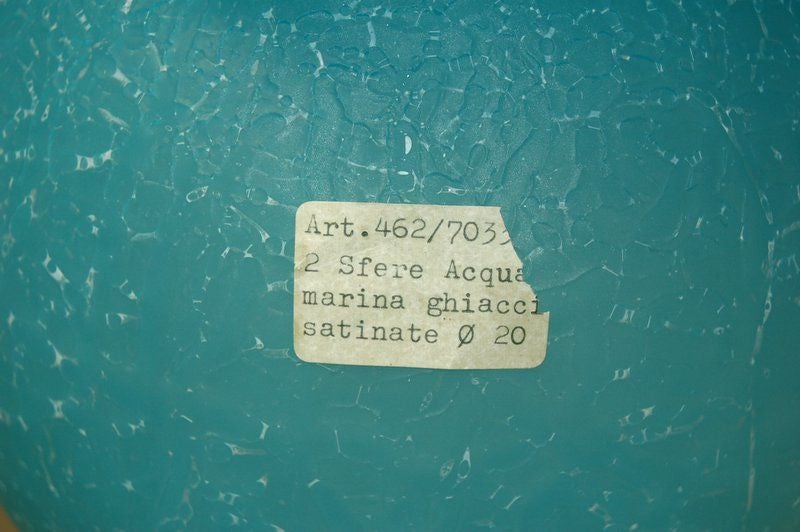 Art.462/703
2 Sfere Acqua
marina ghiacci
satinate Ø 20